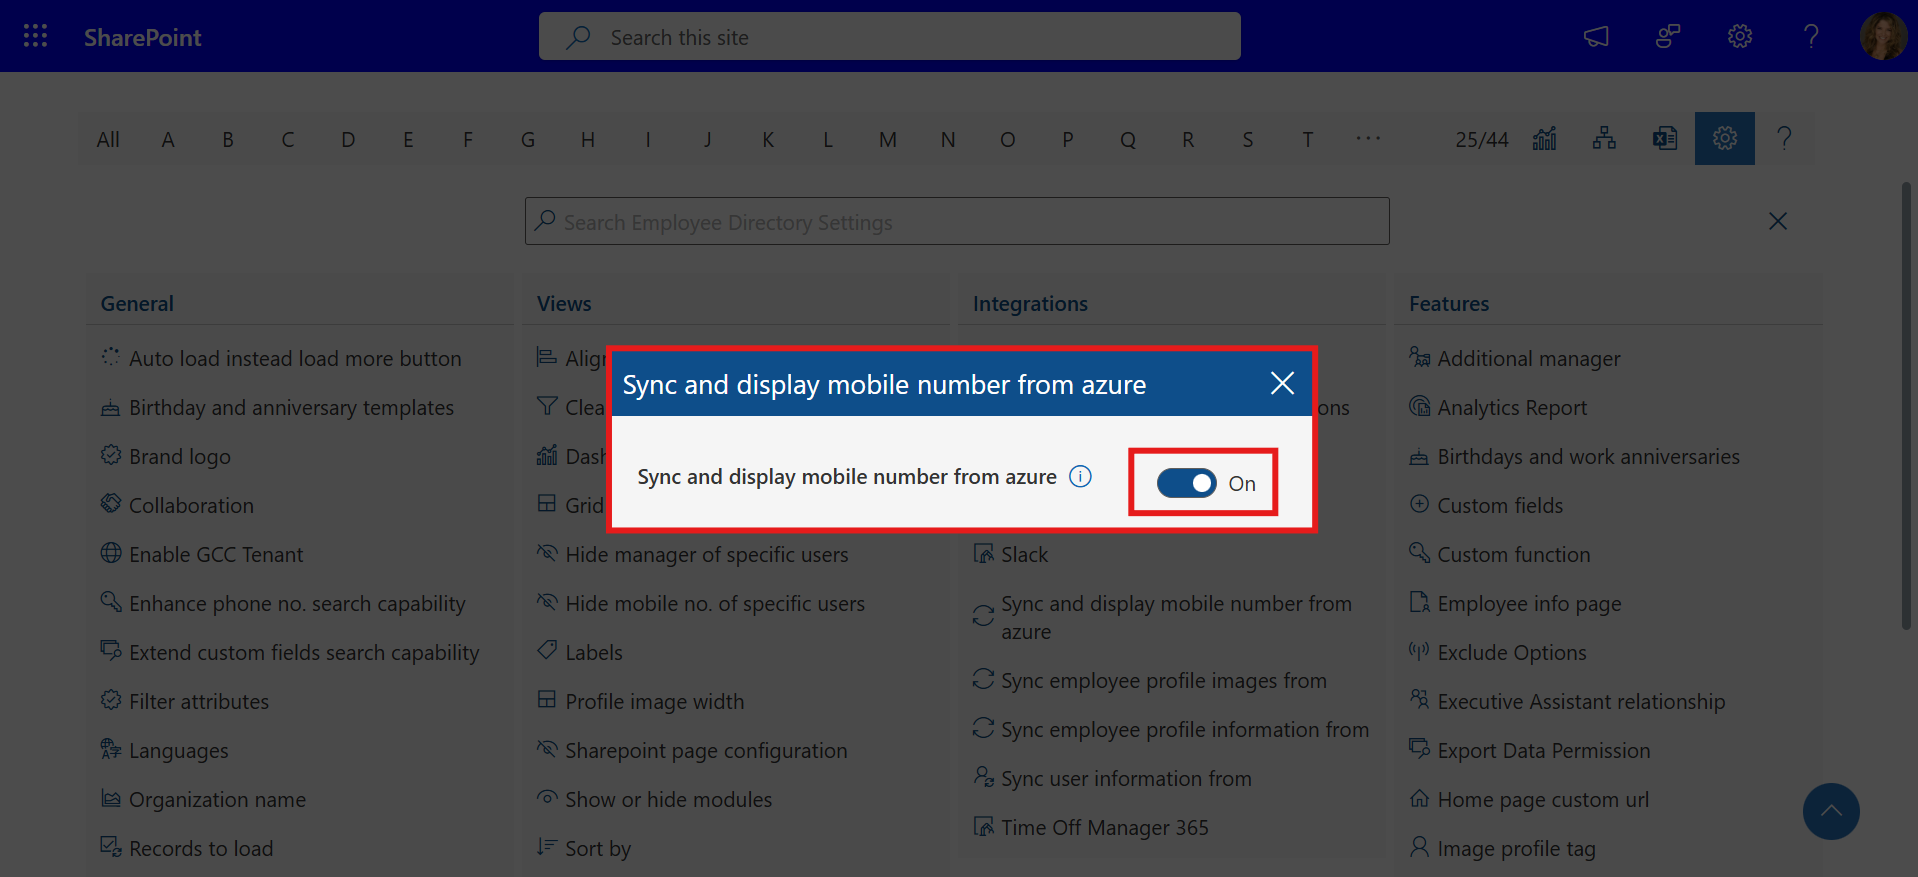 SharePoint
Search this site
All A B C D E F G H I J K L M N O P Q R S T ... 25/44
Search Employee Directory Settings
General
Auto load instead load more button
Birthday and anniversary templates
Brand logo
Collaboration
Enable GCC Tenant
Enhance phone no. search capability
Extend custom fields search capability
Filter attributes
Languages
Organization name
Records to load
Views
Hide manager of specific users
Hide mobile no. of specific users
Labels
Profile image width
Sharepoint page configuration
Show or hide modules
Sort by
Integrations
Slack
Sync and display mobile number from
azure
Sync employee profile images from
Sync employee profile information from
Sync user information from
Time Off Manager 365
Features
Additional manager
Analytics Report
Birthdays and work anniversaries
Custom fields
Custom function
Employee info page
Exclude Options
Executive Assistant relationship
Export Data Permission
Home page custom url
Image profile tag
Sync and display mobile number from azure
Sync and display mobile number from azure
On